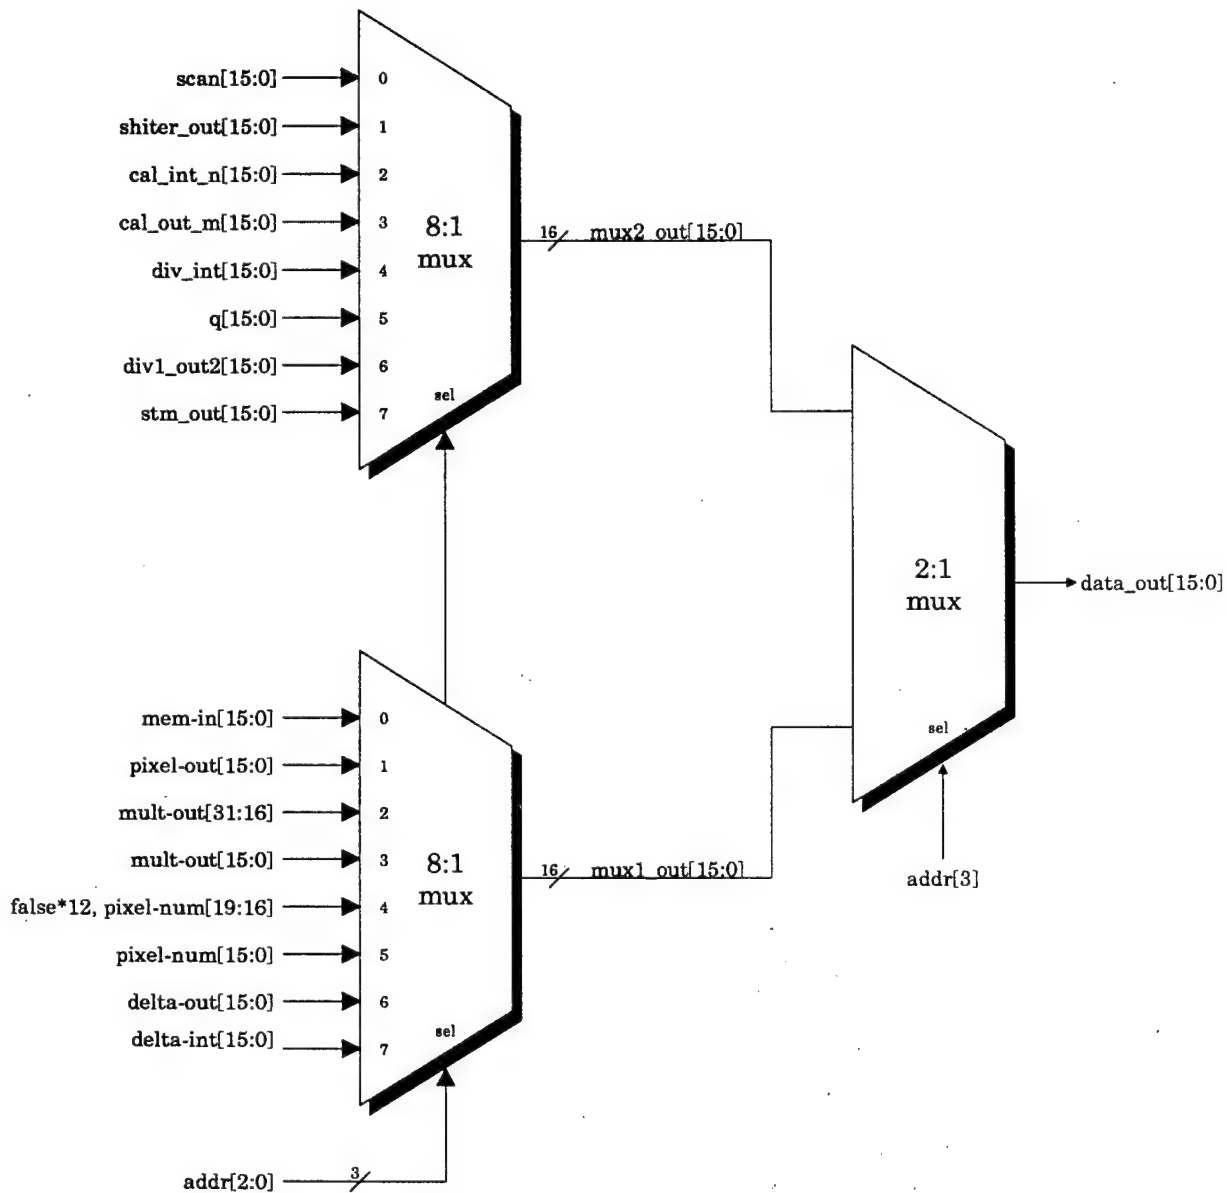 scan[15:0]
0
shiter_out[15:0]
1
cal_int_n[15:0]
2
cal_out_m[15:0]
3
div_int[15:0]
4
q[15:0]
5
div1_out2[15:0]
6
stm_out[15:0]
7
8:1
mux
sel
16
mux2_out[15:0]
2:1
mux
sel
data_out[15:0]
addr[3]
mem-in[15:0]
0
pixel-out[15:0]
1
mult-out[31:16]
2
mult-out[15:0]
3
false*12, pixel-num[19:16]
4
pixel-num[15:0]
5
delta-out[15:0]
6
delta-int[15:0]
7
8:1
mux
sel
16
mux1_out[15:0]
addr[2:0]
3